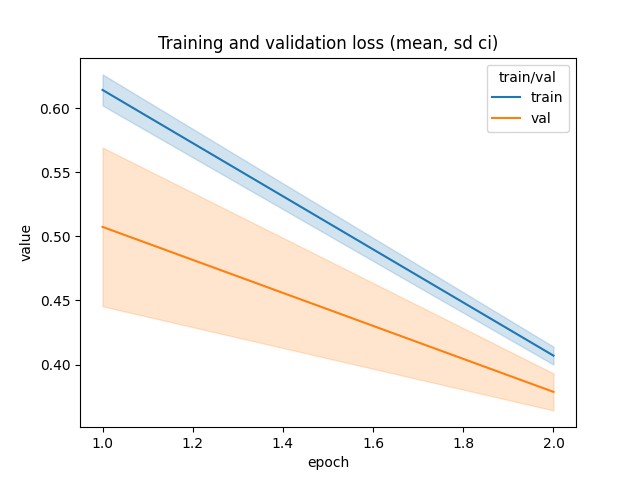 Training and validation loss (mean, sd ci)
train/val
train
val
value
0.60
0.55
0.50
0.45
0.40
1.0 1.2 1.4 1.6 1.8 2.0
epoch